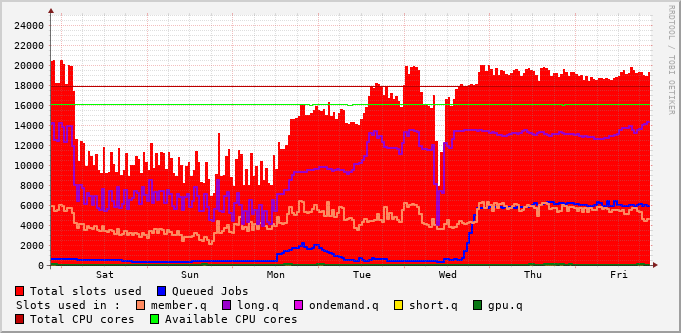 24000
22000
20000
18000
16000
14000
12000
10000
8000
6000
4000
2000
0
Sat Sun Mon Tue Wed Thu Fri
RRDTOOL / TOBI OETIKER
Total slots used Queued Jobs
Slots used in : member.q long.q ondemand.q short.q gpu.q
Total CPU cores Available CPU cores